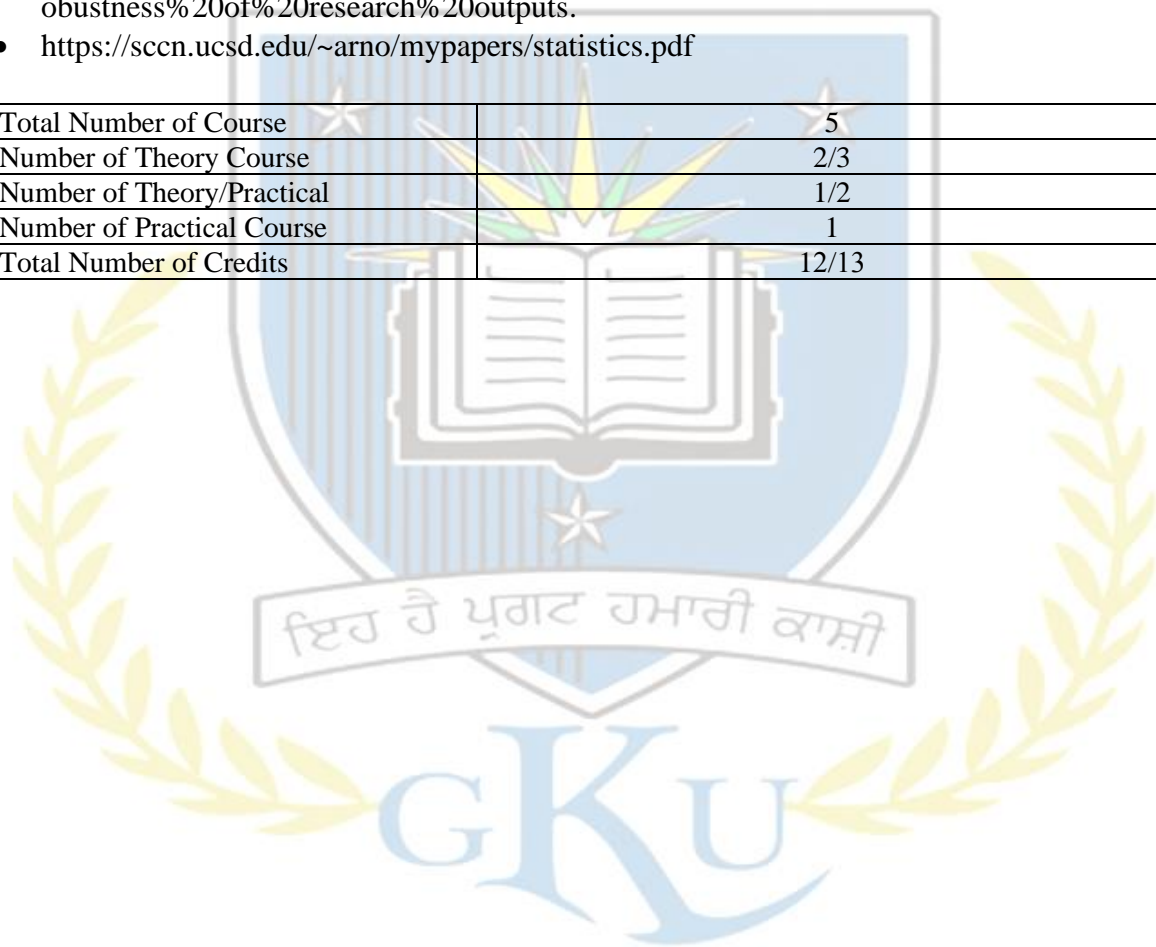 obustness%20of%20research%20outputs.
• https://sccn.ucsd.edu/~arno/mypapers/statistics.pdf
Total Number of Course 5
Number of Theory Course 2/3
Number of Theory/Practical 1/2
Number of Practical Course 1
Total Number of Credits 12/13
ਇਹ ਹੈ ਪ੍ਰਗਟ ਹਮਾਰੀ ਕਾਸ਼ੀ
GKU